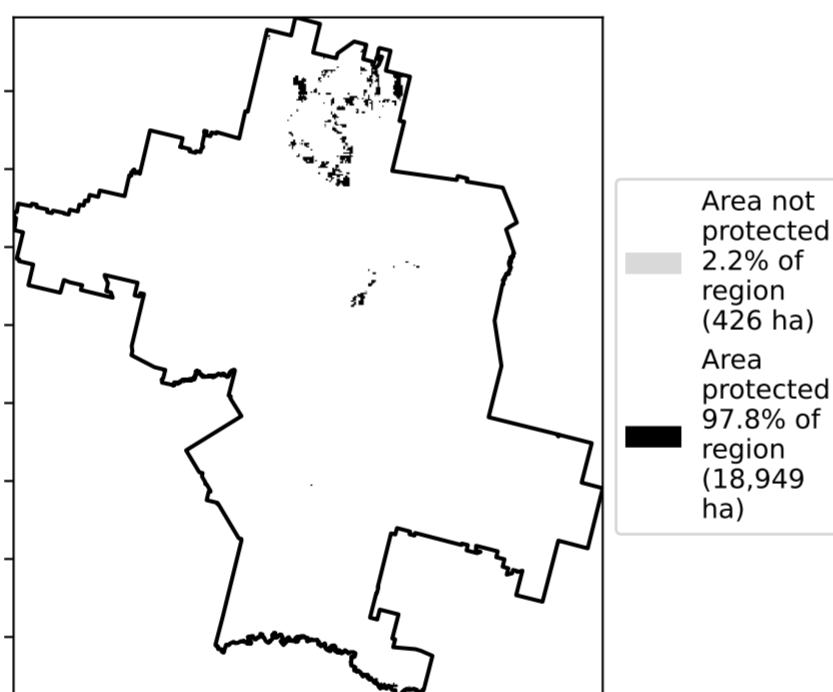 Area not
protected
2.2% of
region
(426 ha)
Area
protected
97.8% of
region
(18,949
ha)